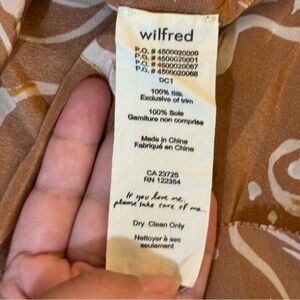 wilfred
P.O. # 4500020000
P.O. # 4500020001
P.O. # 4500020067
P.O. # 4500020068
DC1
100% Silk
Exclusive of trim
100% Soie
Garniture non comprise
Made in China
Fabriqué en China
CA 23725
RN 122354
If you love me,
please take care of me..
Dry Clean Only
Nettoyer à sec
seulement